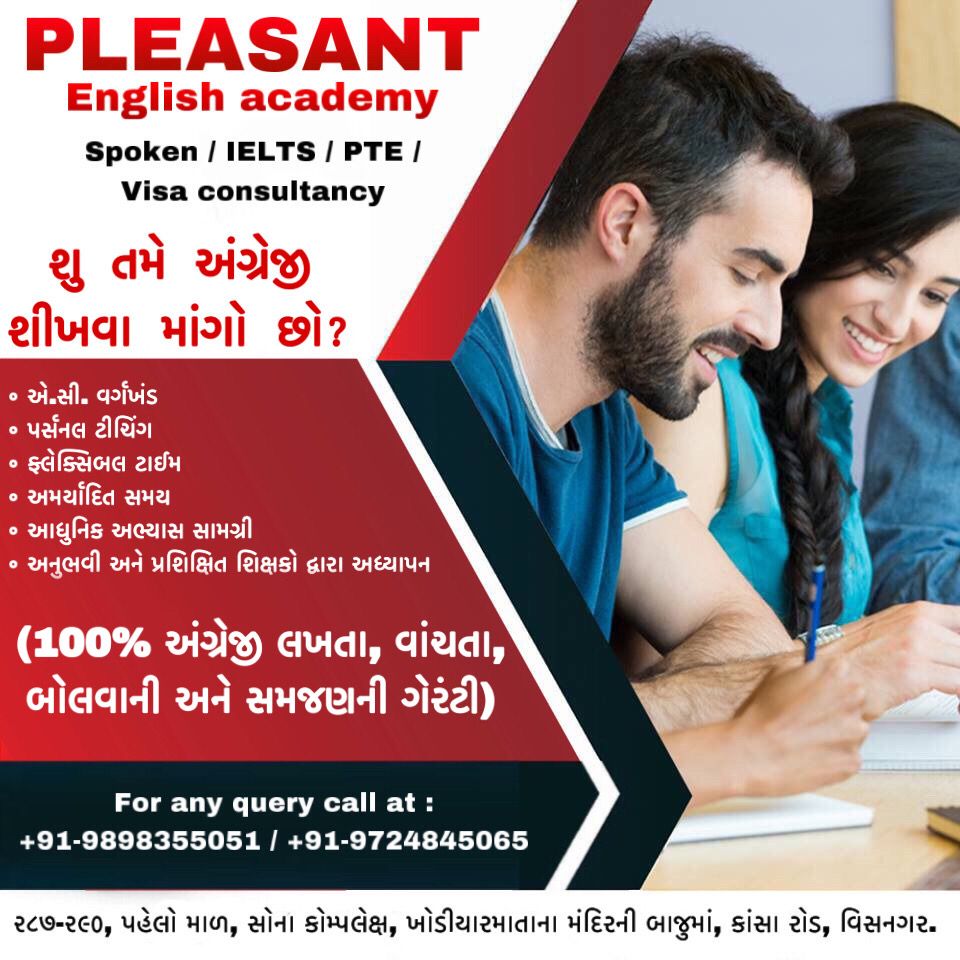 PLEASANT
English academy
Spoken / IELTS / PTE /
Visa consultancy
શુ તમે અંગ્રેજી
શીખવા માંગો છો?
◦ એ.સી. વર્ગખંડ
◦ પર્સનલ ટીચિંગ
◦ ફ્લેક્સિબલ ટાઈમ
◦ અમર્યાદિત સમય
◦ આધુનિક અભ્યાસ સામગ્રી
◦ અનુભવી અને પ્રશિક્ષિત શિક્ષકો દ્વારા અધ્યાપન
(100% અંગ્રેજી લખતા, વાંચતા,
બોલવાની અને સમજણની ગેરંટી)
For any query call at :
+91-9898355051 / +91-9724845065
૨૮૭-૨૯૦, પહેલો માળ, સોના કોમ્પલેક્ષ, ખોડીયારમાતાના મંદિરની બાજુમાં, કાંસા રોડ, વિસનગર.